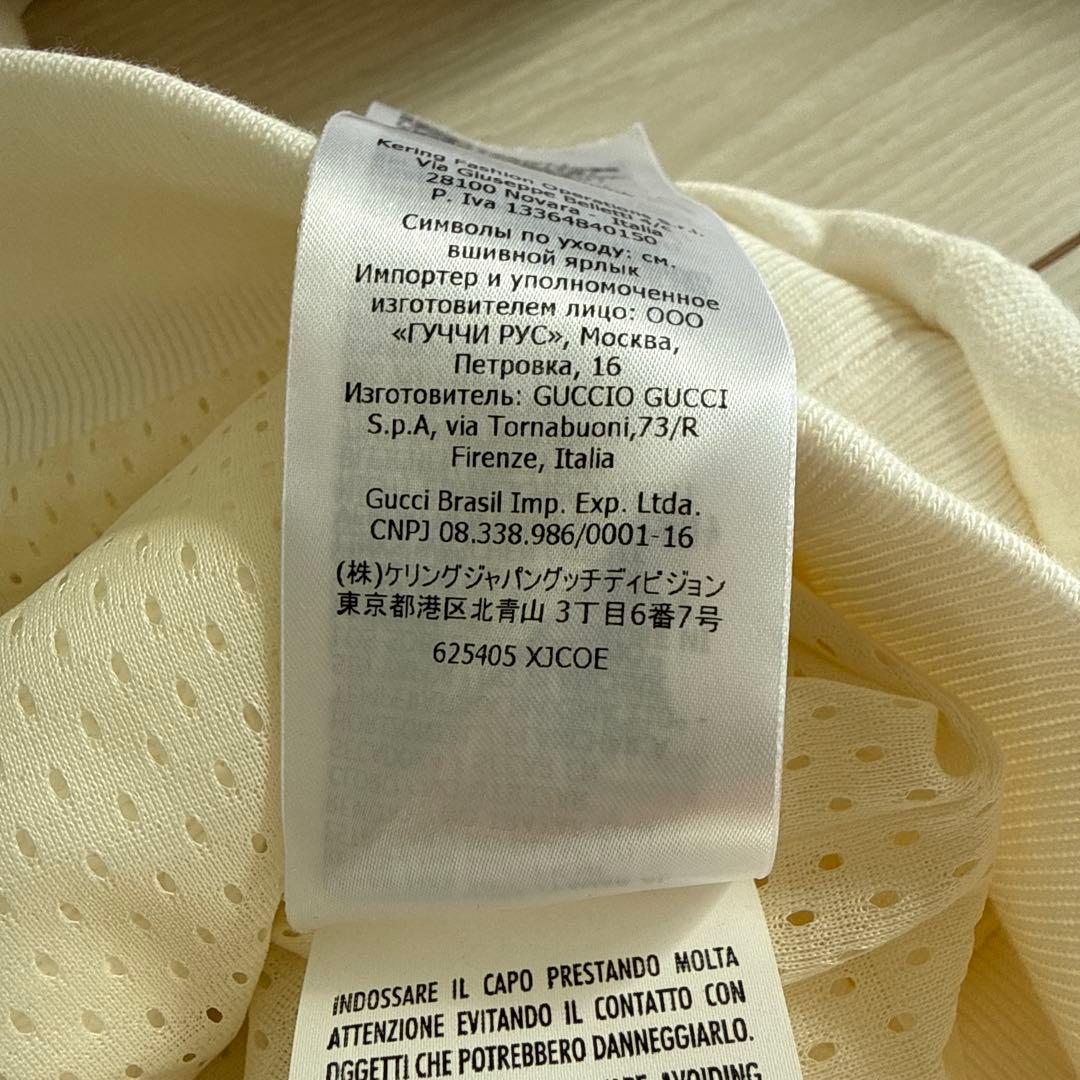 Kering Fashion Operations
Via Giuseppe Belletti
28100 Novara - Italia
P. Iva 13364840150
Символы по уходу: см.
вшивной ярлык
Импортер и уполномоченное
изготовителем лицо: ООО
«ГУЧЧИ РУС», Москва,
Петровка, 16
Изготовитель: GUCCIO GUCCI
S.p.A, via Tornabuoni,73/R
Firenze, Italia
Gucci Brasil Imp. Exp. Ltda.
CNPJ 08.338.986/0001-16
(株)ケリングジャパングッチディビジョン
東京都港区北青山 3丁目6番7号
625405 XJCOE
INDOSSARE IL CAPO PRESTANDO MOLTA
ATTENZIONE EVITANDO IL CONTATTO CON
OGGETTI CHE POTREBBERO DANNEGGIARLO.
AVOIDING